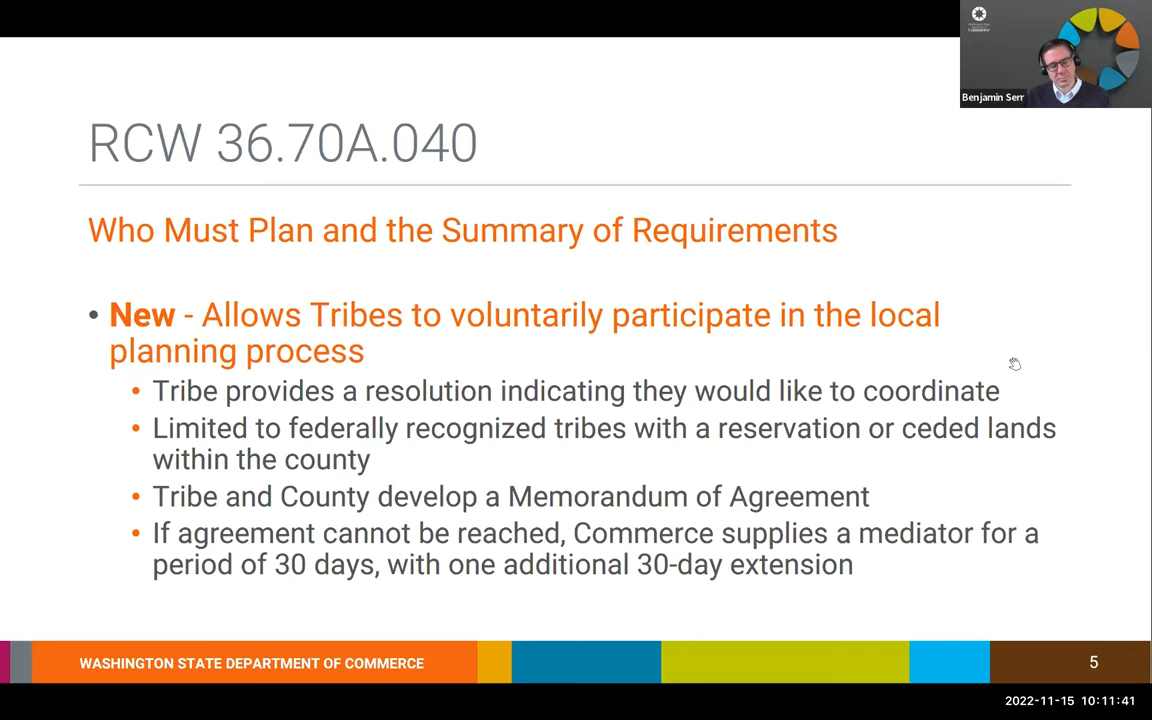 Benjamin Serr
RCW 36.70A.040
Who Must Plan and the Summary of Requirements
• New - Allows Tribes to voluntarily participate in the local
planning process
• Tribe provides a resolution indicating they would like to coordinate
• Limited to federally recognized tribes with a reservation or ceded lands
within the county
• Tribe and County develop a Memorandum of Agreement
• If agreement cannot be reached, Commerce supplies a mediator for a
period of 30 days, with one additional 30-day extension
WASHINGTON STATE DEPARTMENT OF COMMERCE
5
2022-11-15 10:11:41